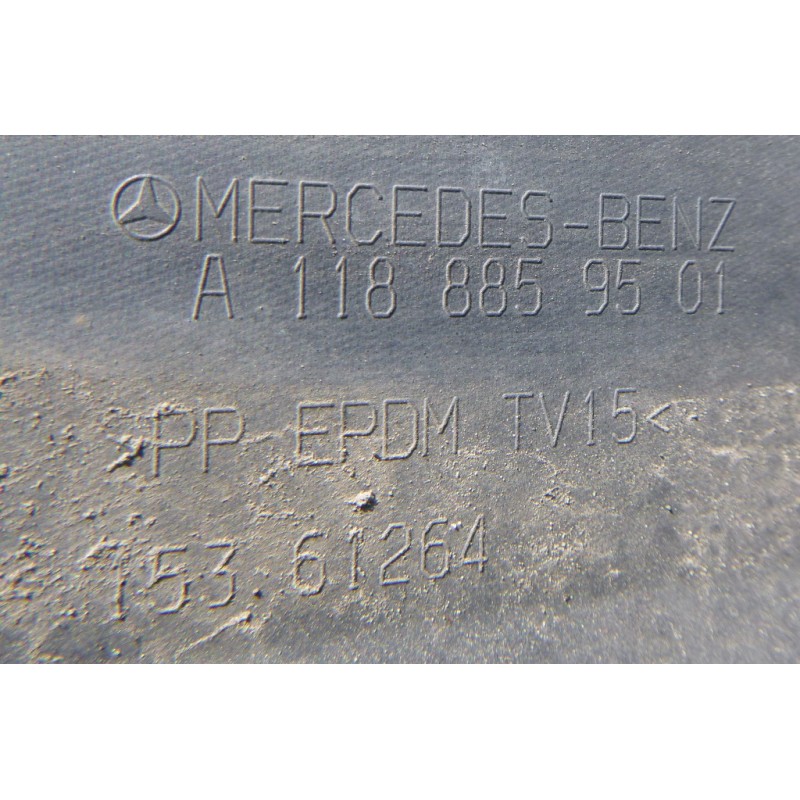 MERCEDES-BENZ
A 118 885 95 01
PP EPDM TV15<
153 61264